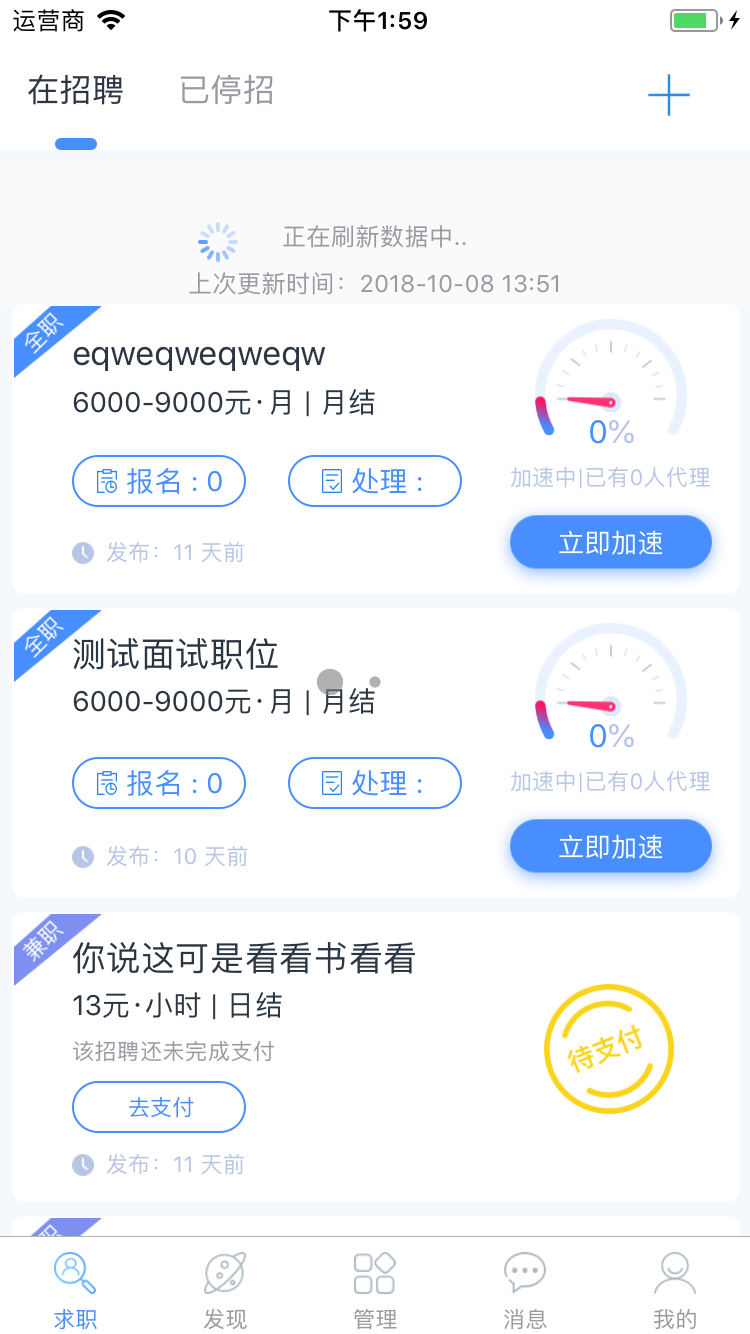 运营商 下午1:59
在招聘 已停招
正在刷新数据中..
上次更新时间：2018-10-08 13:51
全职
eqweqweqweqw
6000-9000元·月 | 月结
报名 : 0 处理 :
发布：11 天前
0%
加速中|已有0人代理
立即加速
全职
测试面试职位
6000-9000元·月 | 月结
报名 : 0 处理 :
发布：10 天前
0%
加速中|已有0人代理
立即加速
兼职
你说这可是看看书看看
13元·小时 | 日结
该招聘还未完成支付
去支付
发布：11 天前
待支付
求职 发现 管理 消息 我的